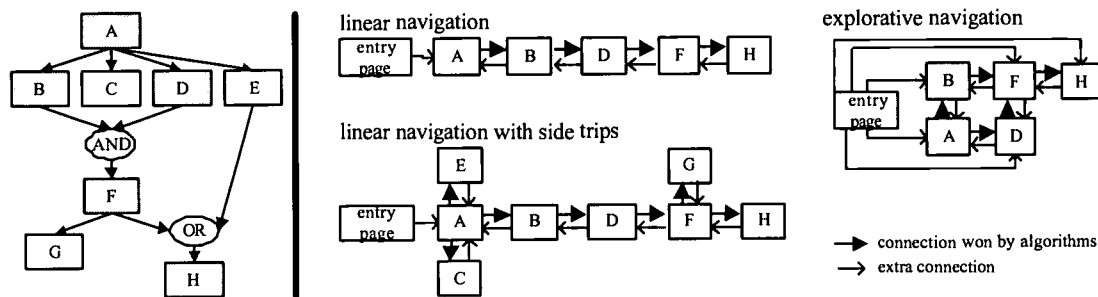 A
B C D E
AND
F
G
OR
H
linear navigation
entry
page
A B D F H
linear navigation with side trips
E G
entry
page
A B D F H
C
explorative navigation
B F H
entry
page
A D
connection won by algorithms
extra connection